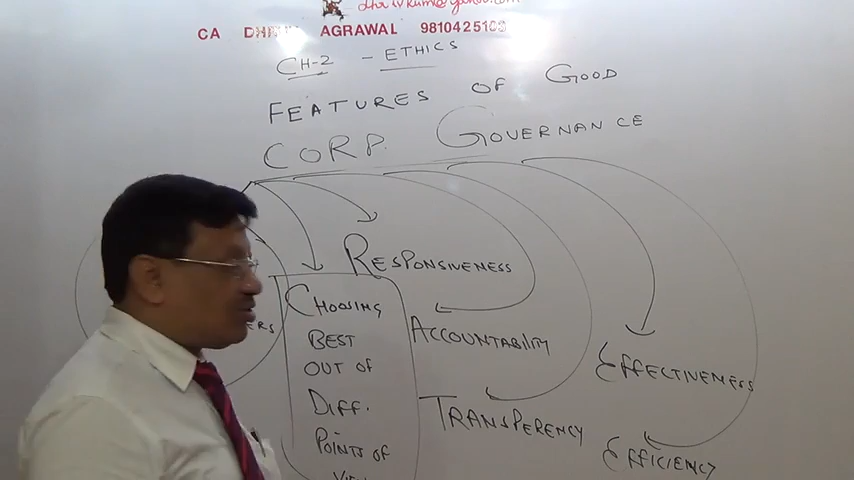 CA AGRAWAL
CH-2 - ETHICS
FEATURES OF GOOD
CORP. GOVERNANCE
RESPONSIVENESS
CHOOSING
BEST
OUT OF
DIFF.
POINTS OF
ACCOUNTABILITY
TRANSPERENCY
EFFECTIVENESS
EFFICIENCY